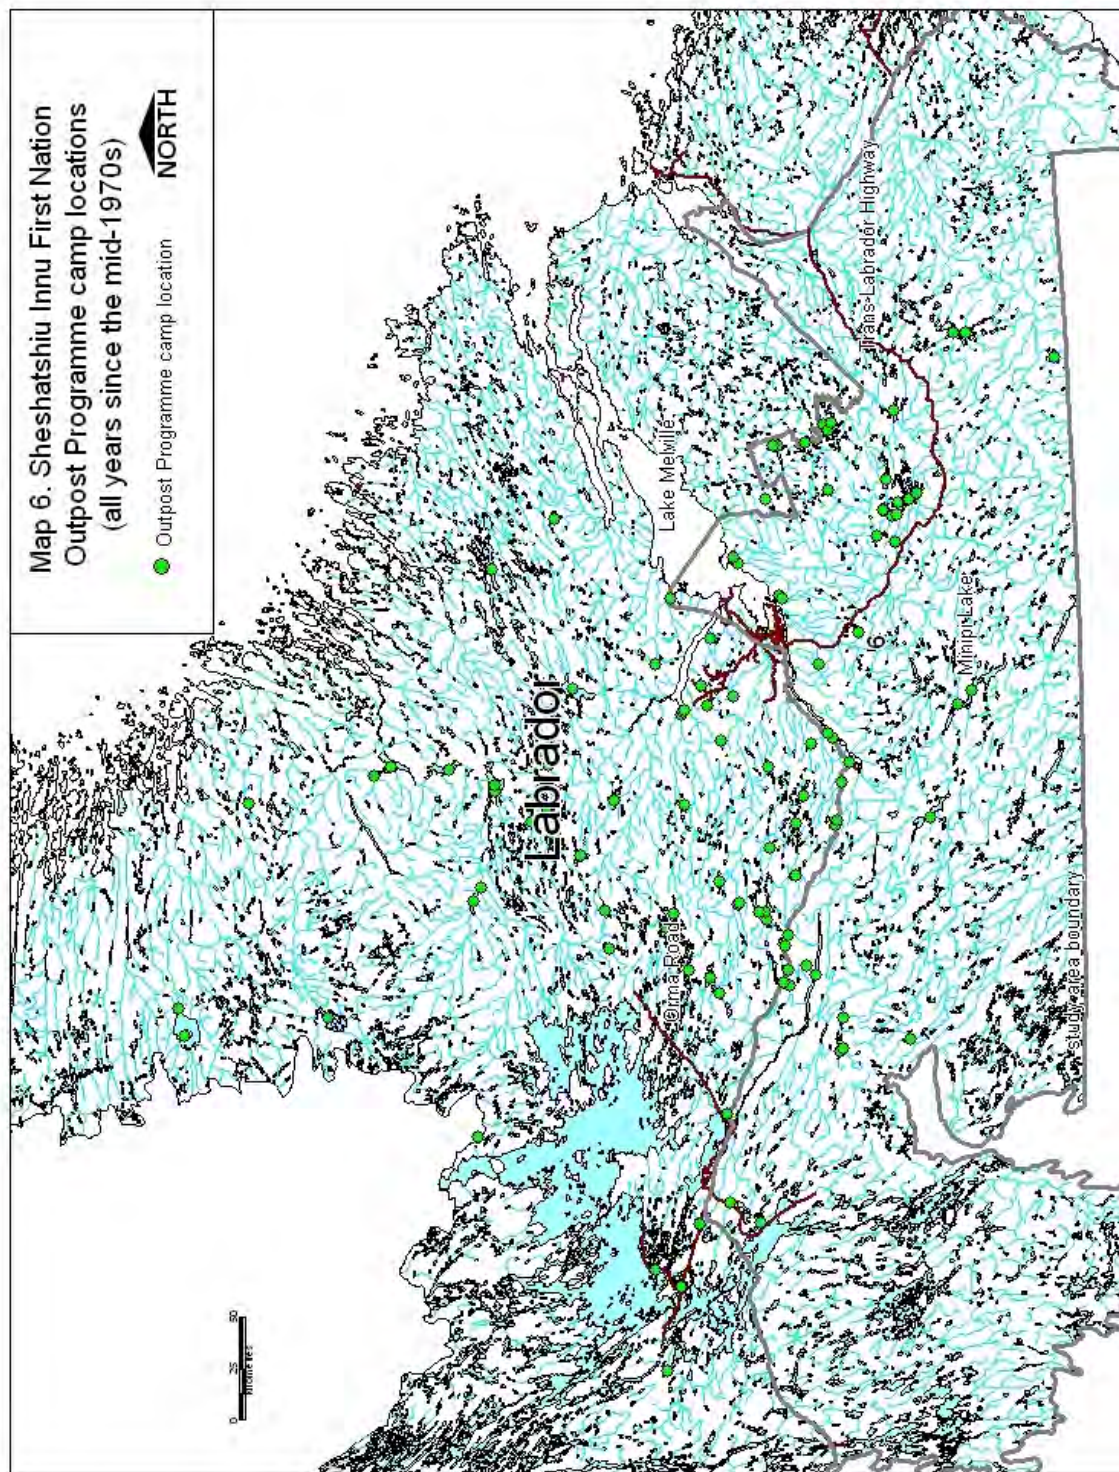 Map 6. Sheshatshiu Innu First Nation
Outpost Programme camp locations
(all years since the mid-1970s)
Outpost Programme camp location
NORTH
Labrador
Lake Melville
Orma Road
Trans-Labrador Highway
6
Minipi Lake
study area boundary
0 25 50
Kilometres